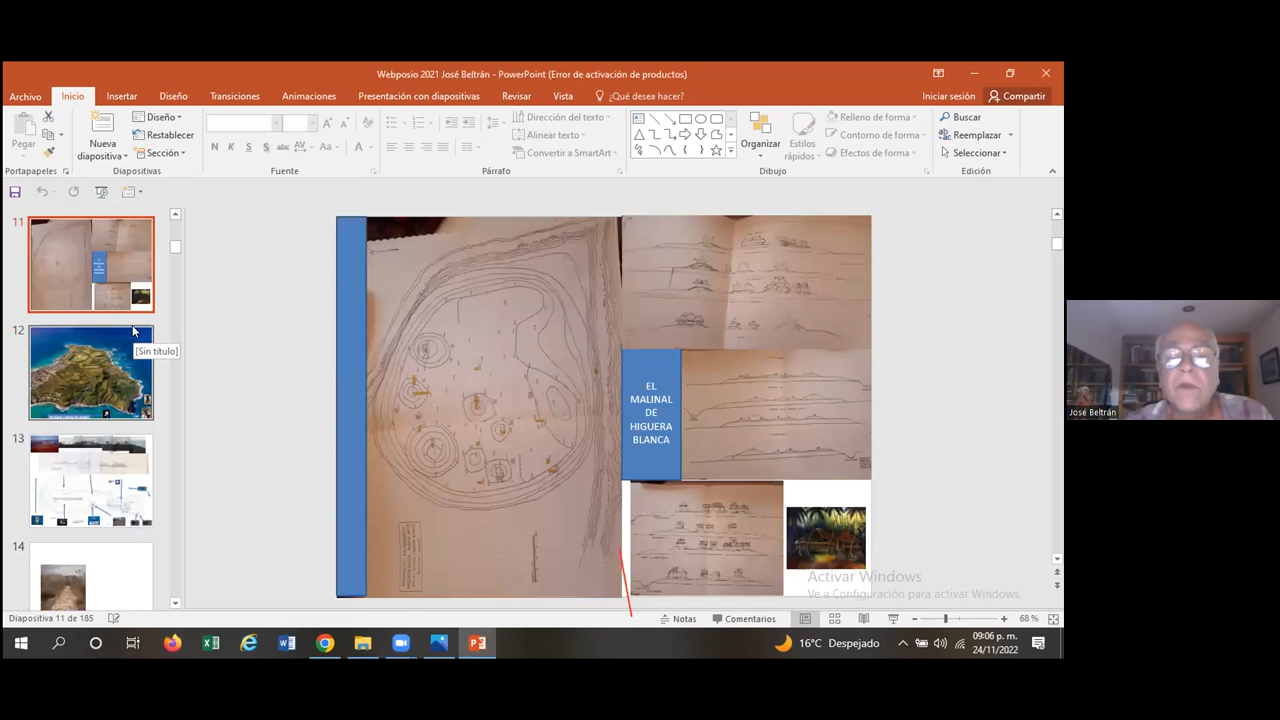 Webposio 2021 José Beltrán - PowerPoint (Error de activación de productos)
Archivo Inicio Insertar Diseño Transiciones Animaciones Presentación con diapositivas Revisar Vista ¿Qué desea hacer? Iniciar sesión Compartir
Pegar
Nueva diapositiva
Diseño
Restablecer
Sección
N K S S abc AV Aa A
Dirección del texto
Alinear texto
Convertir a SmartArt
Organizar
Estilos rápidos
Relleno de forma
Contorno de forma
Efectos de forma
Buscar
Reemplazar
Seleccionar
Portapapeles Diapositivas Fuente Párrafo Dibujo Edición
11
12
[Sin título]
13
14
EL
MALINAL
DE
HIGUERA
BLANCA
José Beltrán
Activar Windows
Ve a Configuración para activar Windows.
Diapositiva 11 de 185 Notas Comentarios 68 %
16°C Despejado
09:06 p. m.
24/11/2022